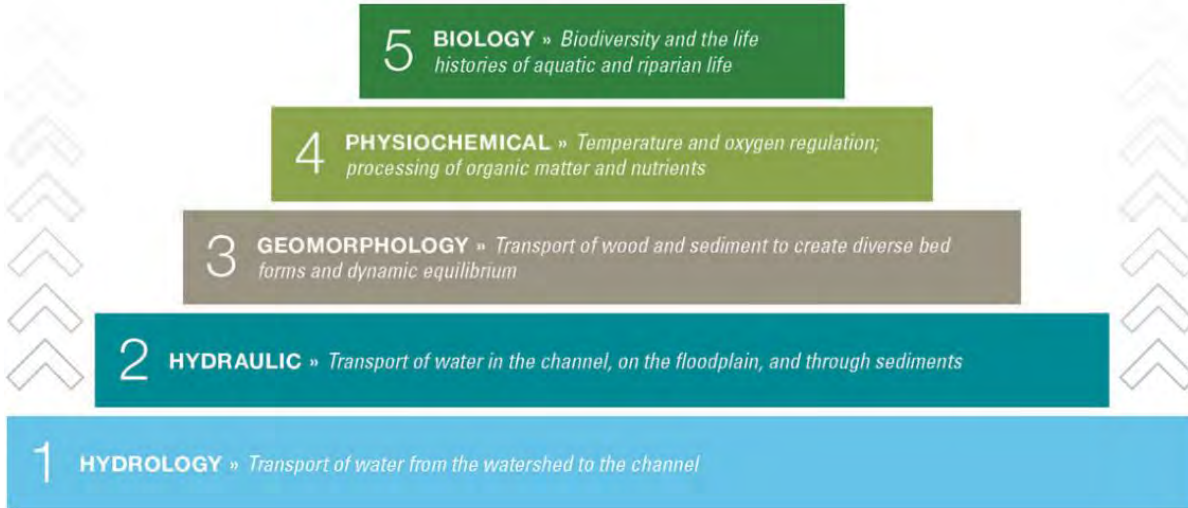 5 BIOLOGY » Biodiversity and the life
histories of aquatic and riparian life
4 PHYSIOCHEMICAL » Temperature and oxygen regulation;
processing of organic matter and nutrients
3 GEOMORPHOLOGY » Transport of wood and sediment to create diverse bed
forms and dynamic equilibrium
2 HYDRAULIC » Transport of water in the channel, on the floodplain, and through sediments
1 HYDROLOGY » Transport of water from the watershed to the channel